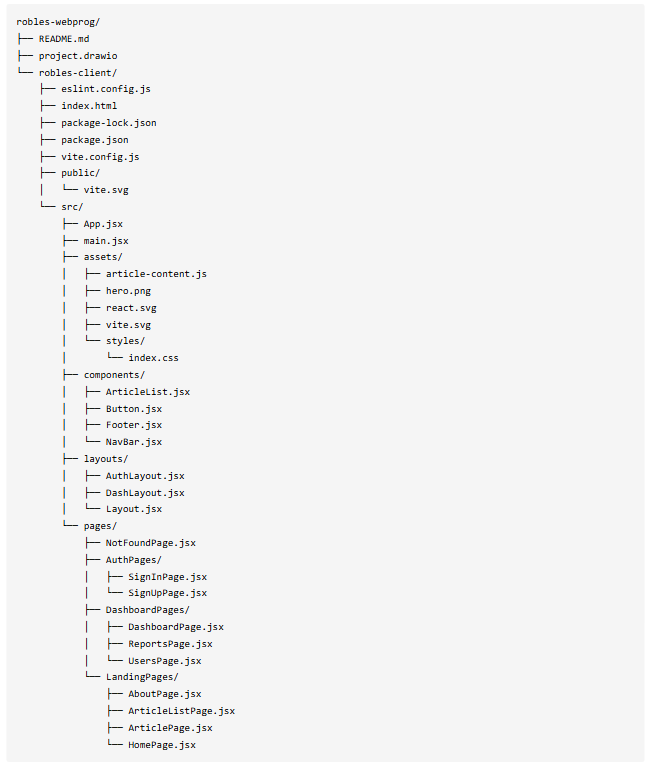 robles-webprog/
├── README.md
├── project.drawio
└── robles-client/
    ├── eslint.config.js
    ├── index.html
    ├── package-lock.json
    ├── package.json
    ├── vite.config.js
    ├── public/
    │   └── vite.svg
    └── src/
        ├── App.jsx
        ├── main.jsx
        ├── assets/
        │   ├── article-content.js
        │   ├── hero.png
        │   ├── react.svg
        │   ├── vite.svg
        │   └── styles/
        │       └── index.css
        ├── components/
        │   ├── ArticleList.jsx
        │   ├── Button.jsx
        │   ├── Footer.jsx
        │   └── NavBar.jsx
        ├── layouts/
        │   ├── AuthLayout.jsx
        │   ├── DashLayout.jsx
        │   └── Layout.jsx
        └── pages/
            ├── NotFoundPage.jsx
            ├── AuthPages/
            │   ├── SignInPage.jsx
            │   └── SignUpPage.jsx
            ├── DashboardPages/
            │   ├── DashboardPage.jsx
            │   ├── ReportsPage.jsx
            │   └── UsersPage.jsx
            └── LandingPages/
                ├── AboutPage.jsx
                ├── ArticleListPage.jsx
                ├── ArticlePage.jsx
                └── HomePage.jsx